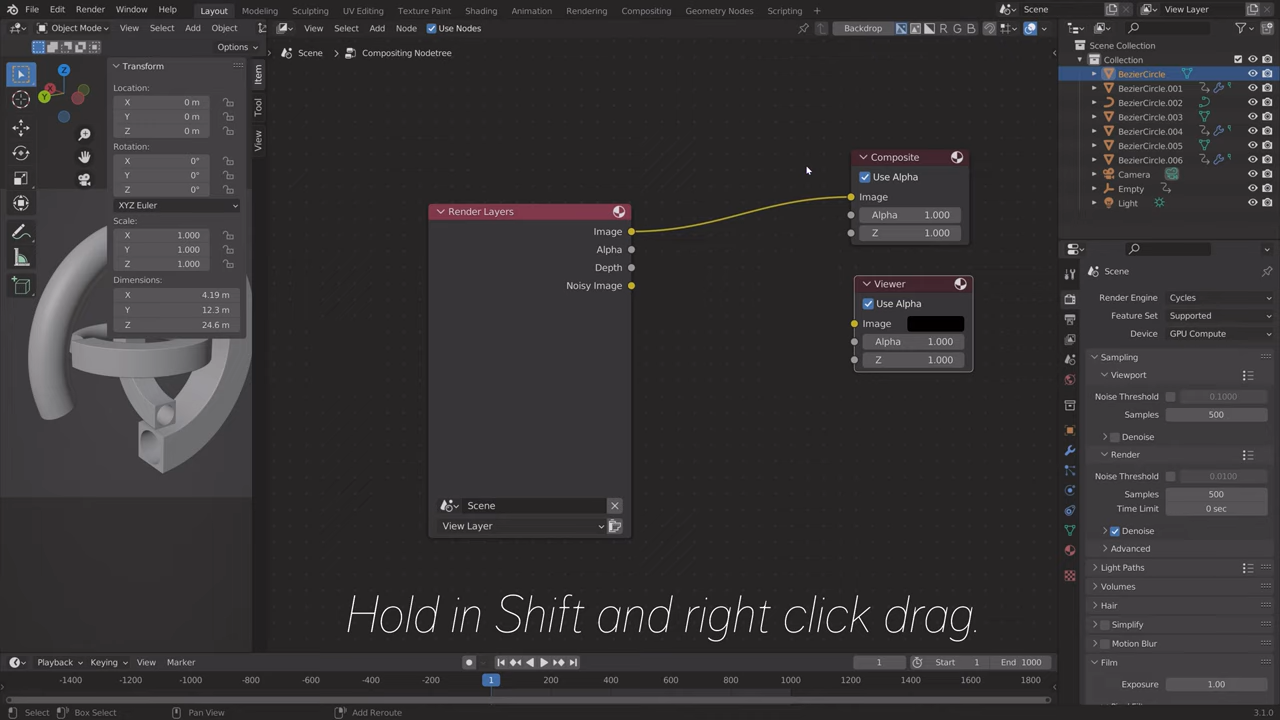 File Edit Render Window Help Layout Modeling Sculpting UV Editing Texture Paint Shading Animation Rendering Compositing Geometry Nodes Scripting Scene View Layer
Object Mode View Select Add Object View Select Add Node Use Nodes Backdrop R G B
Options
Scene Compositing Nodetree
Item
Tool
View
Transform
Location:
X 0 m
Y 0 m
Z 0 m
Rotation:
X 0°
Y 0°
Z 0°
XYZ Euler
Scale:
X 1.000
Y 1.000
Z 1.000
Dimensions:
X 4.19 m
Y 12.3 m
Z 24.6 m
Z
Y
Render Layers
Image
Alpha
Depth
Noisy Image
Scene
View Layer
Composite
Use Alpha
Image
Alpha 1.000
Z 1.000
Viewer
Use Alpha
Image
Alpha 1.000
Z 1.000
Hold in Shift and right click drag.
Scene Collection
Collection
BezierCircle
BezierCircle.001
BezierCircle.002
BezierCircle.003
BezierCircle.004
BezierCircle.005
BezierCircle.006
Camera
Empty
Light
Scene
Render Engine Cycles
Feature Set Supported
Device GPU Compute
Sampling
Viewport
Noise Threshold 0.1000
Samples 500
Denoise
Render
Noise Threshold 0.0100
Samples 500
Time Limit 0 sec
Denoise
Advanced
Light Paths
Volumes
Hair
Simplify
Motion Blur
Film
Exposure 1.00
Playback Keying View Marker 1 Start 1 End 1000
-1400 -1200 -1000 -800 -600 -400 -200 1 200 400 600 800 1000 1200 1400 1600 1800
Select Box Select Pan View Add Reroute 3.1.0